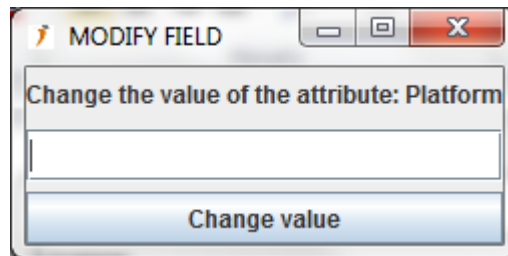 MODIFY FIELD
Change the value of the attribute: Platform
Change value